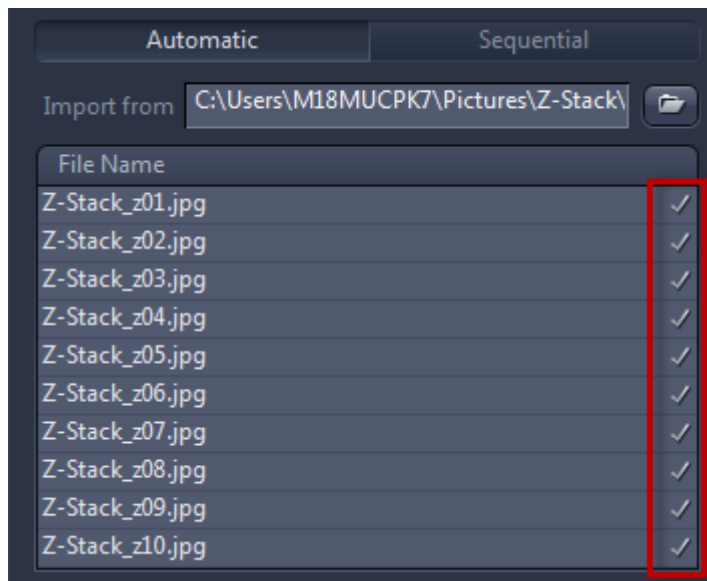 Automatic Sequential
Import from C:\Users\M18MUCPK7\Pictures\Z-Stack\
File Name
Z-Stack_z01.jpg
Z-Stack_z02.jpg
Z-Stack_z03.jpg
Z-Stack_z04.jpg
Z-Stack_z05.jpg
Z-Stack_z06.jpg
Z-Stack_z07.jpg
Z-Stack_z08.jpg
Z-Stack_z09.jpg
Z-Stack_z10.jpg